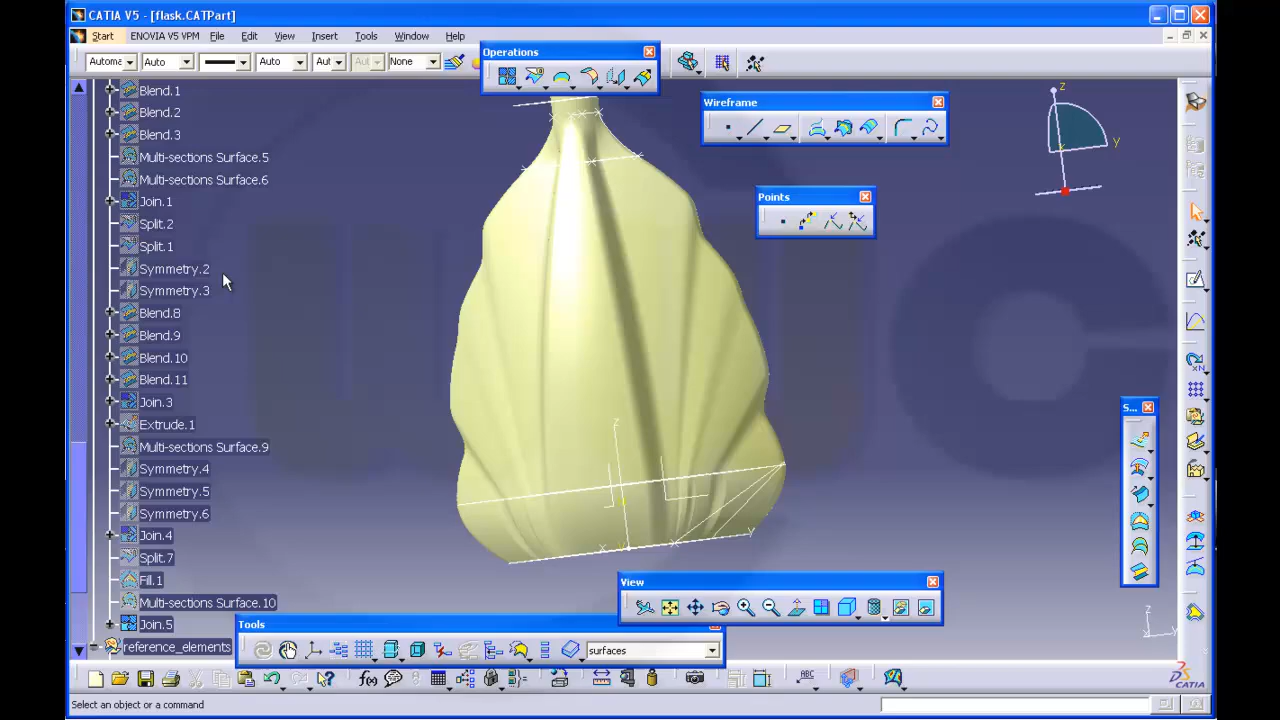 CATIA V5 - [flask.CATPart]
Start ENOVIA V5 VPM File Edit View Insert Tools Window Help
Operations
Auto Auto Aut None
Wireframe
Points
Blend.1
Blend.2
Blend.3
Multi-sections Surface.5
Multi-sections Surface.6
Join.1
Split.2
Split.1
Symmetry.2
Symmetry.3
Blend.8
Blend.9
Blend.10
Blend.11
Join.3
Extrude.1
Multi-sections Surface.9
Symmetry.4
Symmetry.5
Symmetry.6
Join.4
Split.7
Fill.1
Multi-sections Surface.10
Join.5
reference_elements
z
y
S...
View
Tools
surfaces
f(x)
ABC
CATIA
Select an object or a command